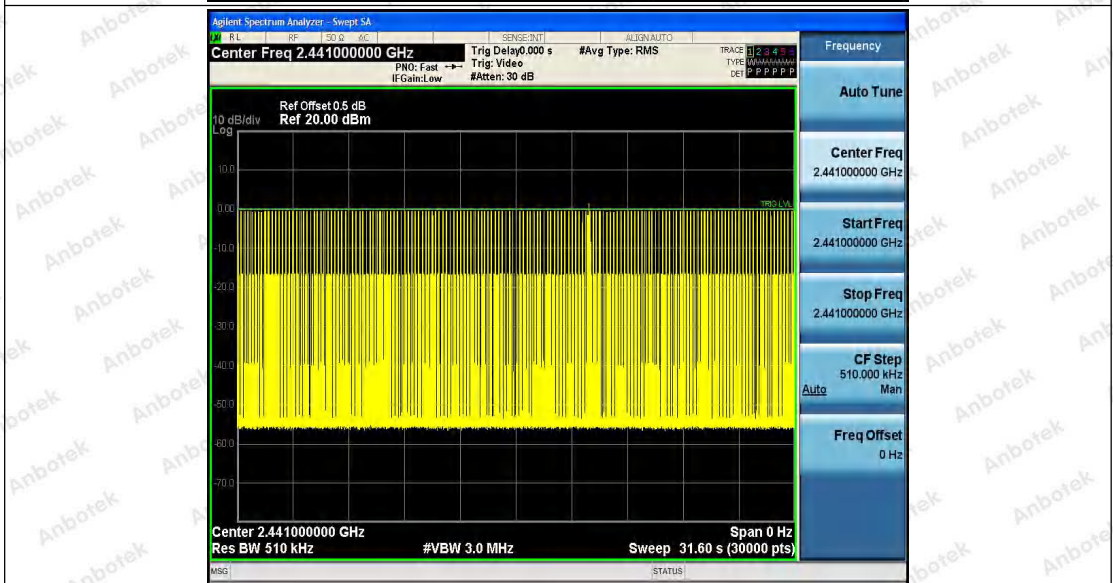 Agilent Spectrum Analyzer - Swept SA
RL RF 50 Ω AC SENSE:INT ALIGNAUTO
Center Freq 2.441000000 GHz
PNO: Fast
IFGain:Low
Trig Delay0.000 s
Trig: Video
#Atten: 30 dB
#Avg Type: RMS
TRACE 1 2 3 4 5 6
TYPE
DET P P P P P P
Ref Offset 0.5 dB
10 dB/div Ref 20.00 dBm
Log
10.0
0.00
TRIG LVL
-10.0
-20.0
-30.0
-40.0
-50.0
-60.0
-70.0
Center 2.441000000 GHz
Span 0 Hz
Res BW 510 kHz
#VBW 3.0 MHz
Sweep 31.60 s (30000 pts)
MSG
STATUS
Frequency
Auto Tune
Center Freq
2.441000000 GHz
Start Freq
2.441000000 GHz
Stop Freq
2.441000000 GHz
CF Step
510.000 kHz
Auto Man
Freq Offset
0 Hz
Anbotek